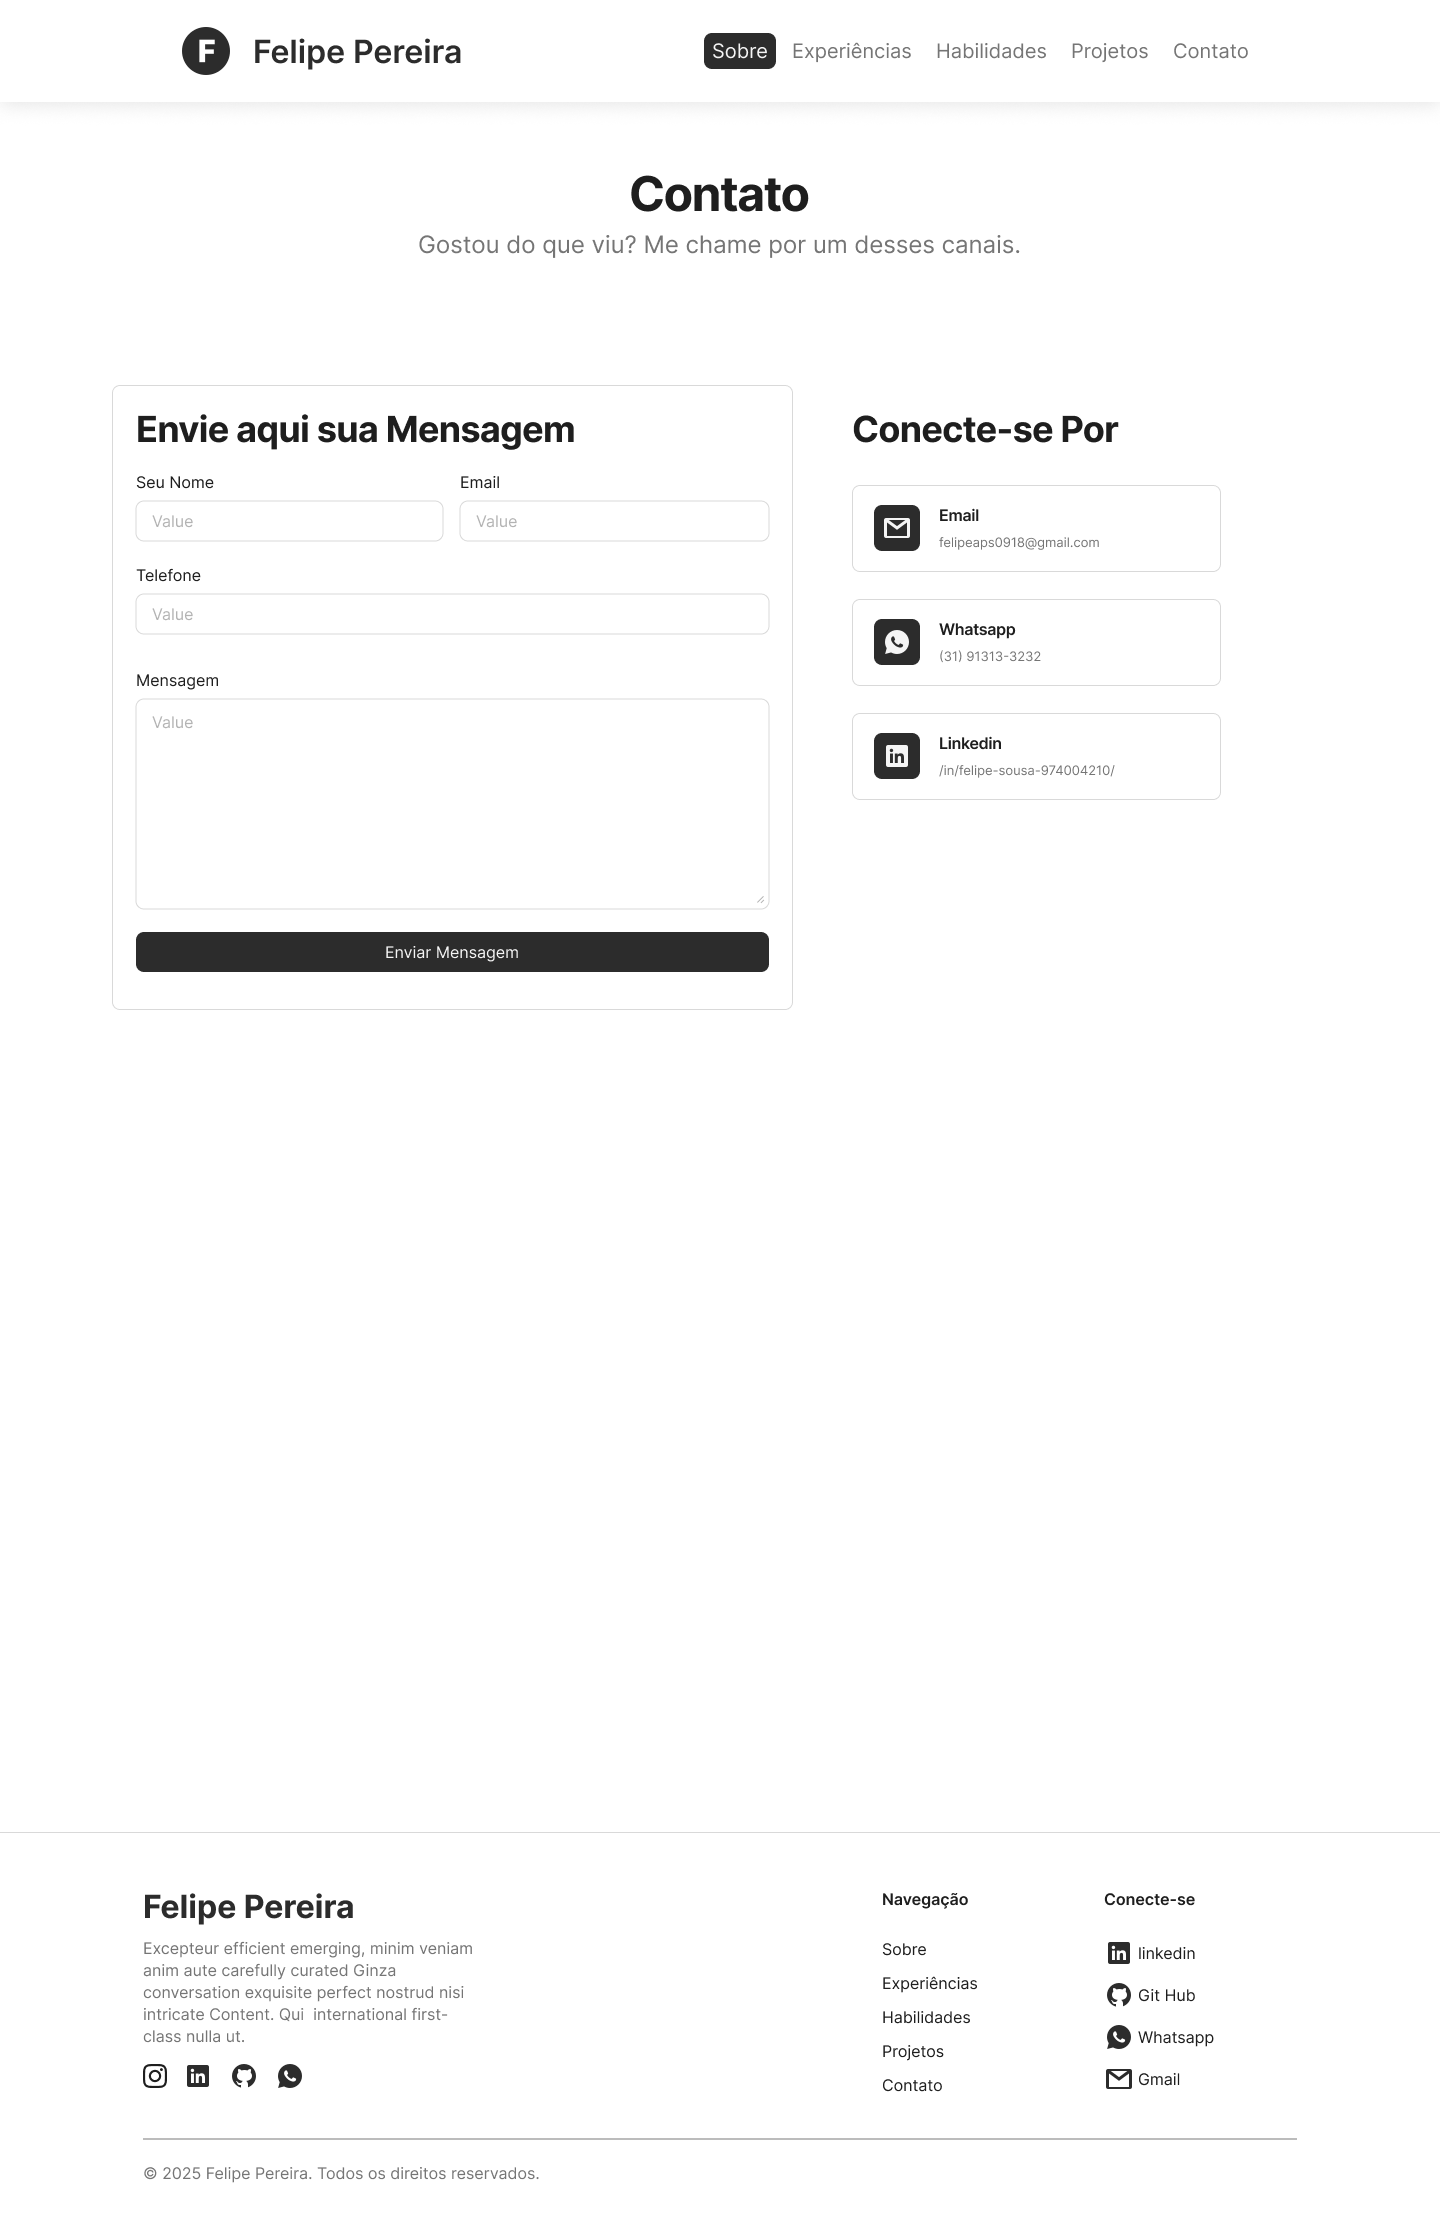 F Felipe Pereira
Sobre Experiências Habilidades Projetos Contato
Contato
Gostou do que viu? Me chame por um desses canais.
Envie aqui sua Mensagem
Seu Nome
Value
Email
Value
Telefone
Value
Mensagem
Value
Enviar Mensagem
Conecte-se Por
Email
felipeaps0918@gmail.com
Whatsapp
(31) 91313-3232
Linkedin
/in/felipe-sousa-974004210/
Felipe Pereira
Excepteur efficient emerging, minim veniam
anim aute carefully curated Ginza
conversation exquisite perfect nostrud nisi
intricate Content. Qui  international first-
class nulla ut.
Navegação
Sobre
Experiências
Habilidades
Projetos
Contato
Conecte-se
linkedin
Git Hub
Whatsapp
Gmail
© 2025 Felipe Pereira. Todos os direitos reservados.